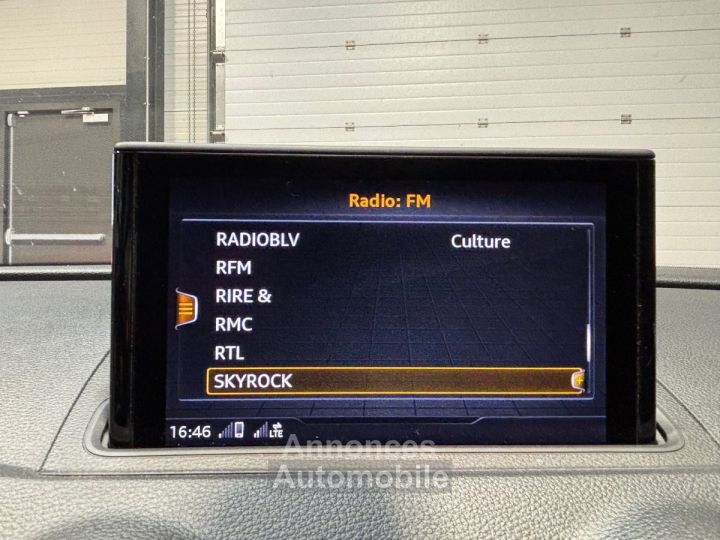 Radio: FM
RADIOBLV Culture
RFM
RIRE &
RMC
RTL
SKYROCK
16:46 LTE
Annonces
Automobile